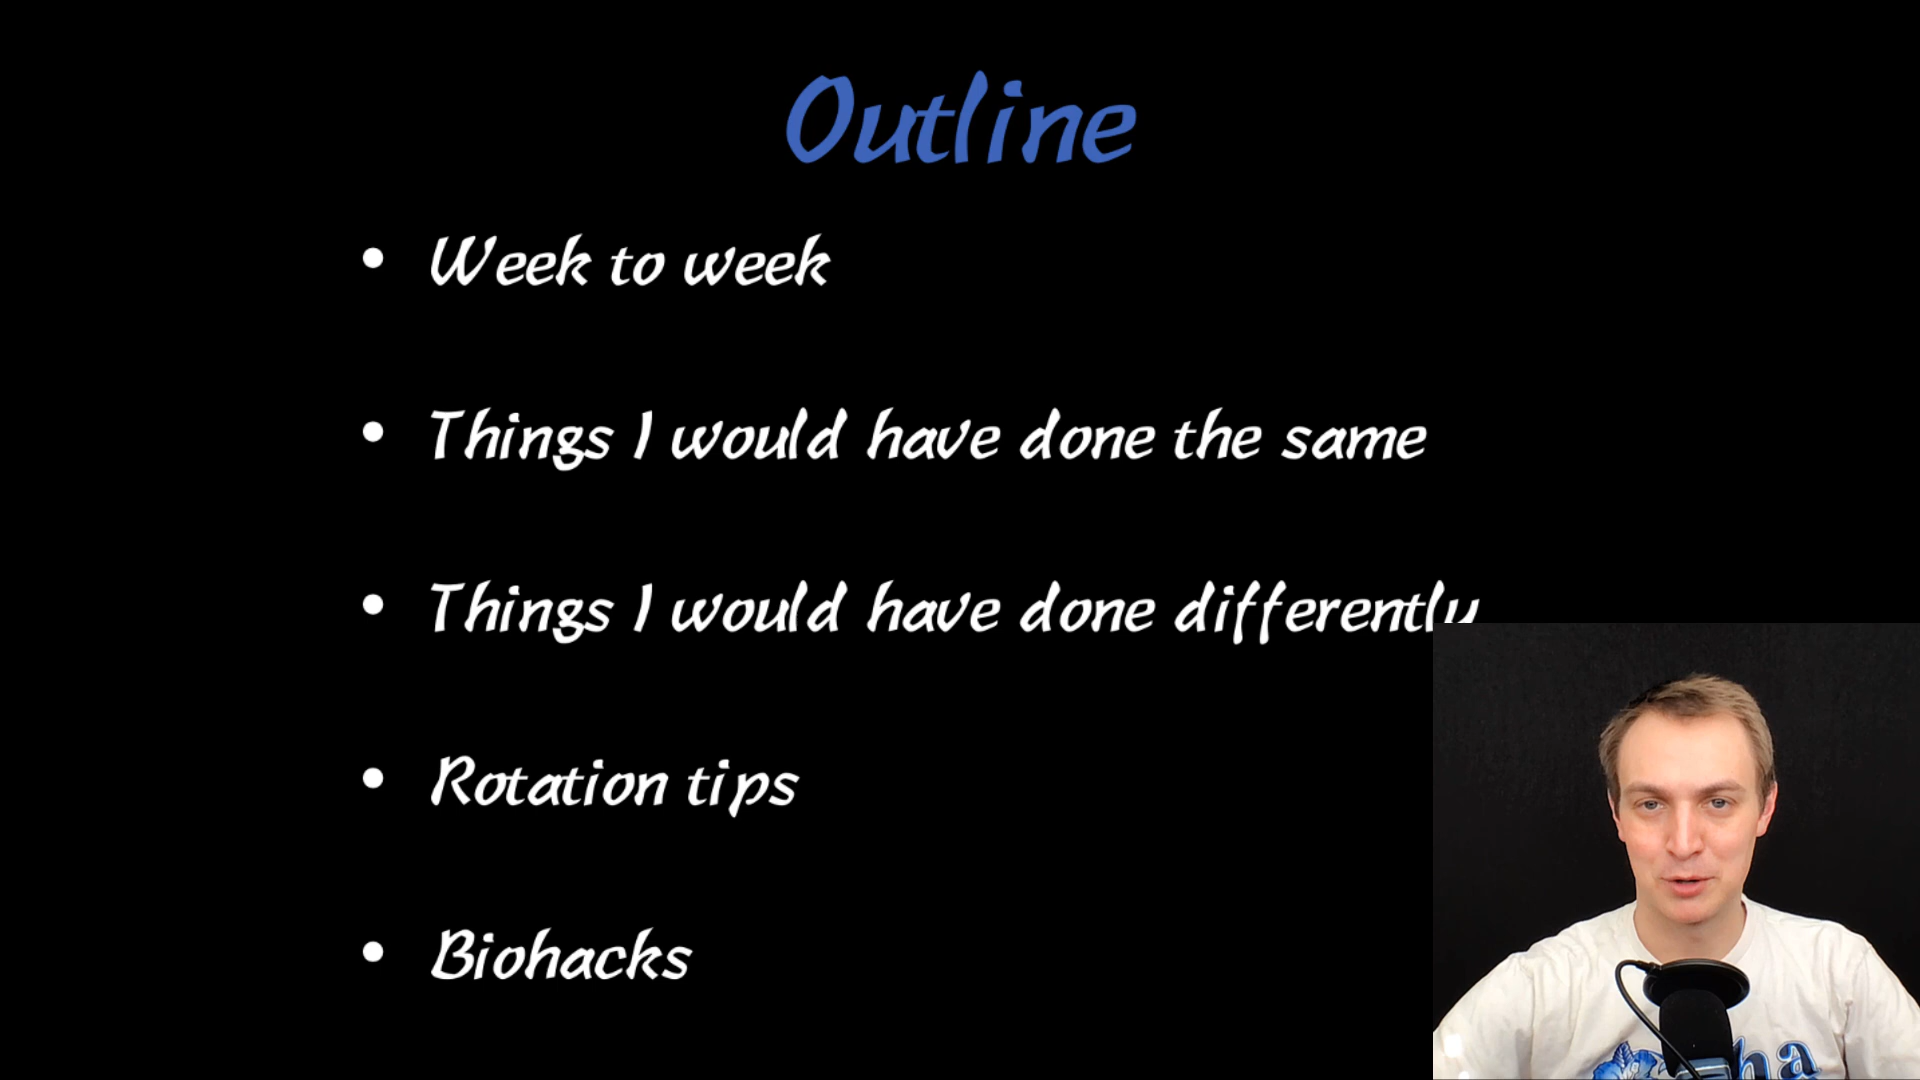 Outline
• Week to week
• Things I would have done the same
• Things I would have done differently
• Rotation tips
• Biohacks